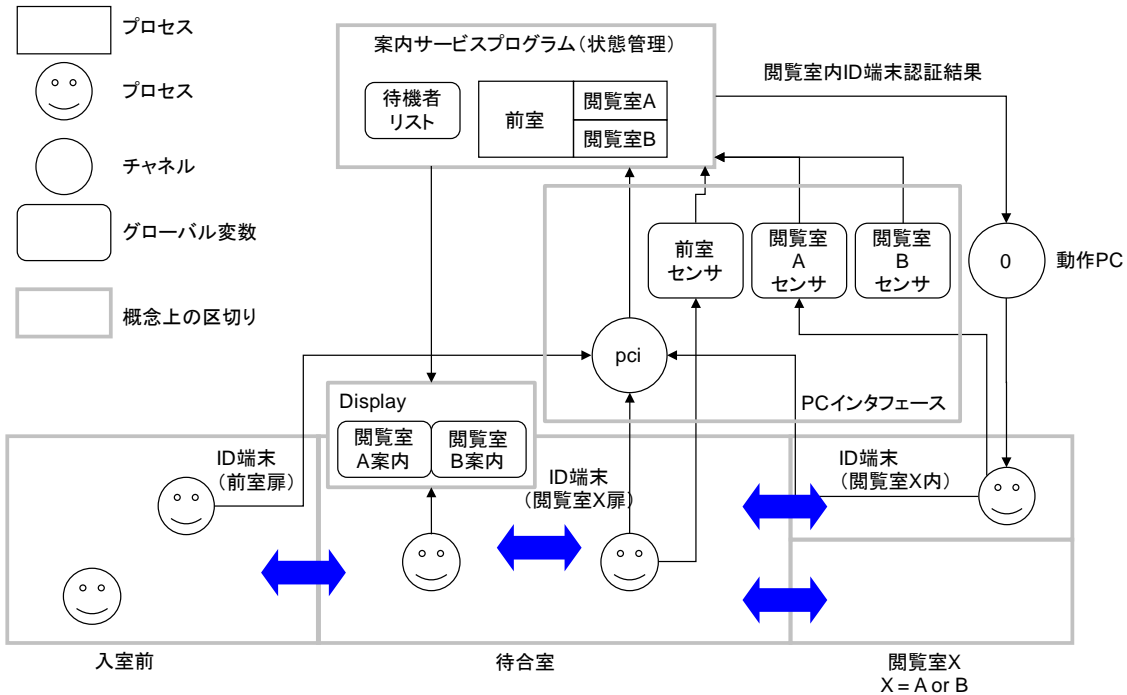 プロセス
プロセス
チャネル
グローバル変数
概念上の区切り
案内サービスプログラム（状態管理）
待機者
リスト
前室
閲覧室A
閲覧室B
閲覧室内ID端末認証結果
前室
センサ
閲覧室
A
センサ
閲覧室
B
センサ
0
動作PC
pci
PCインタフェース
Display
閲覧室
A案内
閲覧室
B案内
ID端末
（前室扉）
ID端末
（閲覧室X扉）
ID端末
（閲覧室X内）
入室前
待合室
閲覧室X
X = A or B